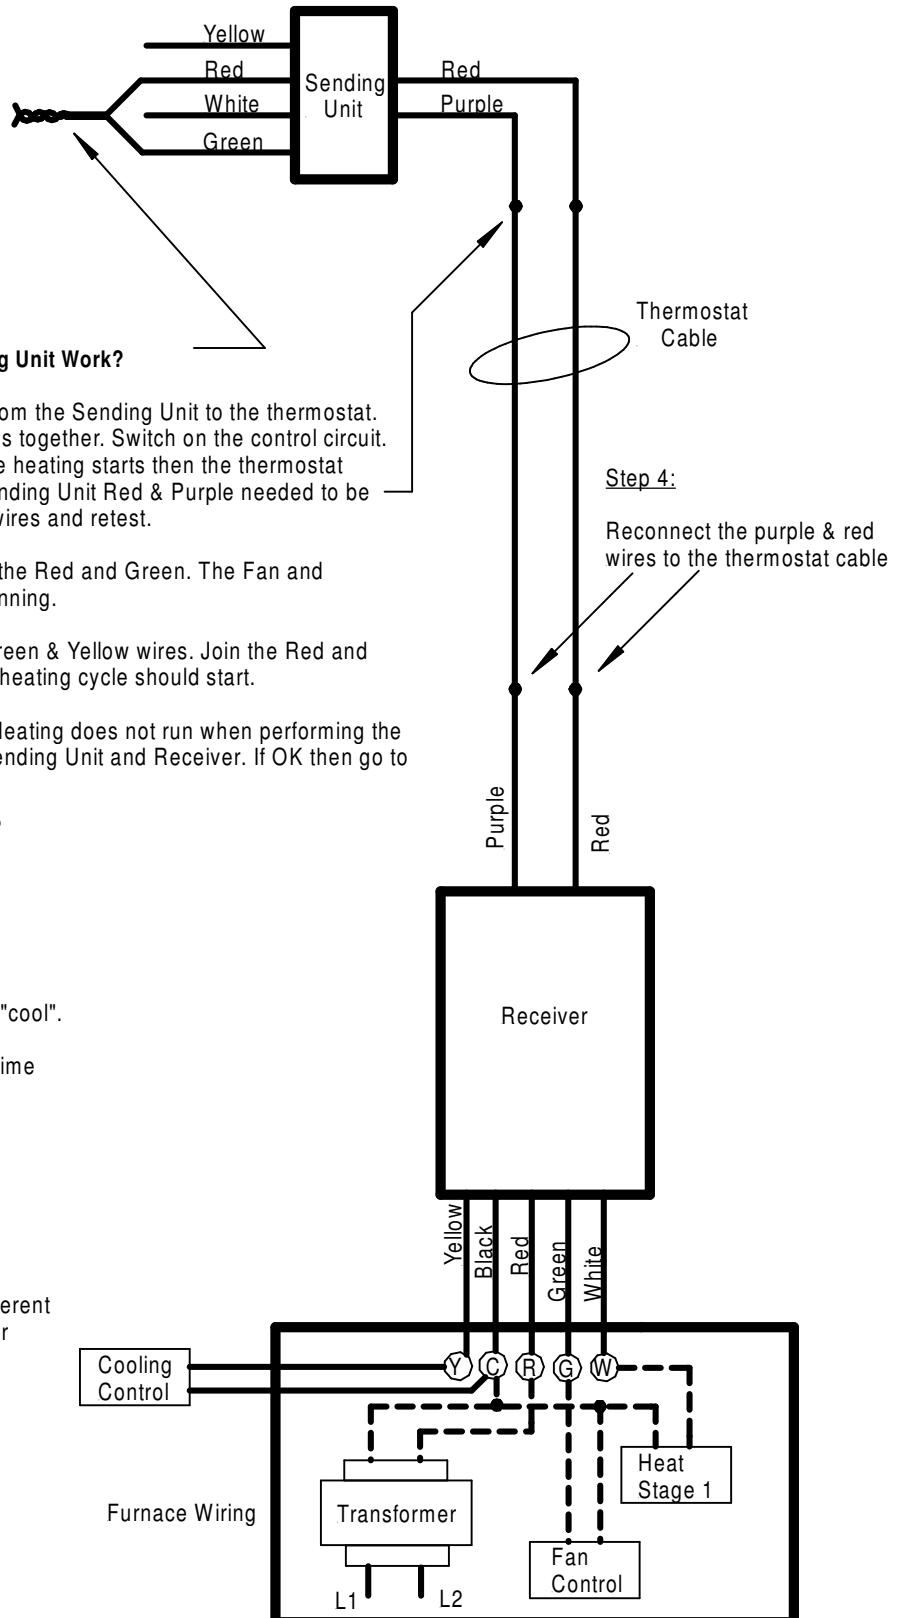 Yellow
Red
White
Green
Sending
Unit
Red
Purple
Thermostat
Cable
g Unit Work?
om the Sending Unit to the thermostat.
s together. Switch on the control circuit.
e heating starts then the thermostat
nding Unit Red & Purple needed to be
wires and retest.
the Red and Green. The Fan and
nning.
reen & Yellow wires. Join the Red and
heating cycle should start.
Heating does not run when performing the
ending Unit and Receiver. If OK then go to
Step 4:
Reconnect the purple & red
wires to the thermostat cable
Purple
Red
"cool".
ime
Receiver
erent
r
Yellow
Black
Red
Green
White
Cooling
Control
Y C R G W
Heat
Stage 1
Furnace Wiring
Transformer
Fan
Control
L1 L2